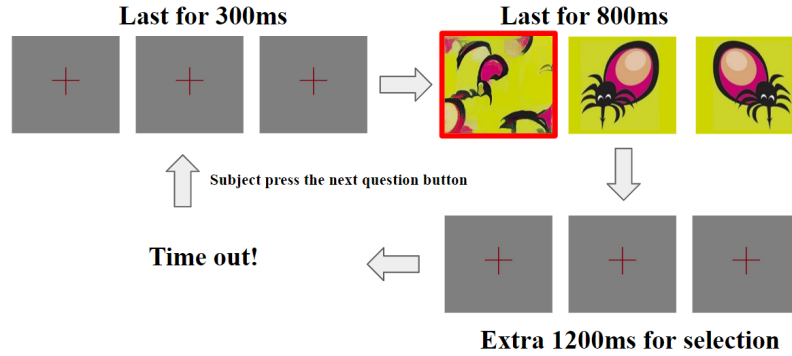 Last for 300ms
Last for 800ms
Subject press the next question button
Time out!
Extra 1200ms for selection